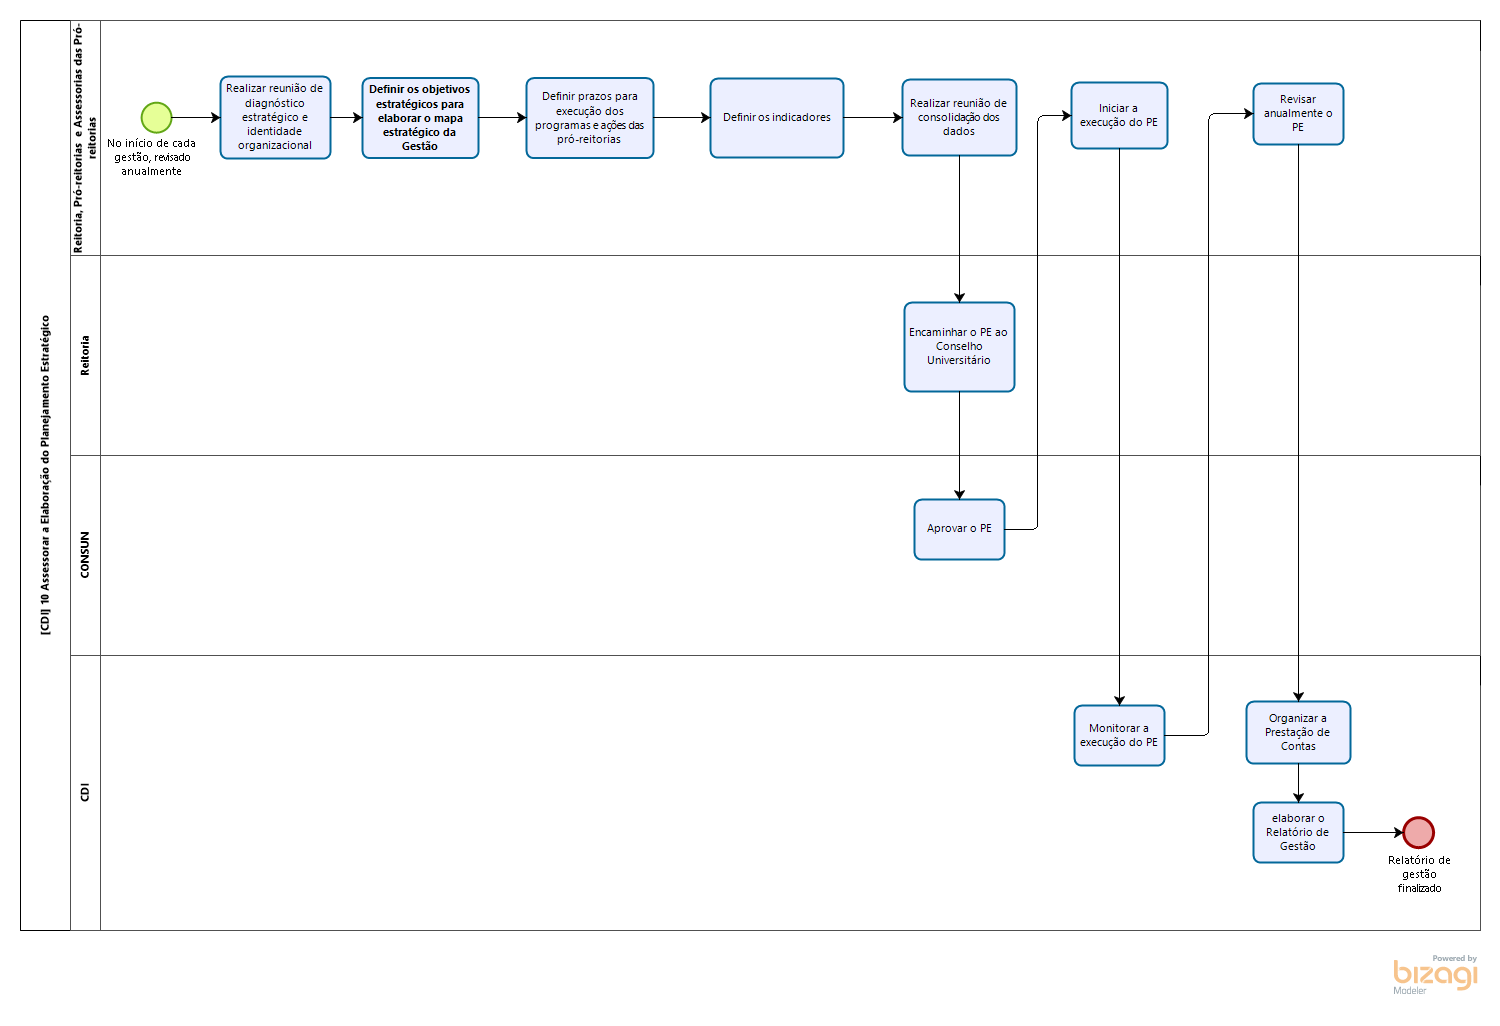 [CDI] 10 Assessorar a Elaboração do Planejamento Estratégico
Reitoria, Pró-reitorias e Assessorias das Pró-
reitorias
No início de cada
gestão, revisado
anualmente
Realizar reunião de
diagnóstico
estratégico e
identidade
organizacional
Definir os objetivos
estratégicos para
elaborar o mapa
estratégico da
Gestão
Definir prazos para
execução dos
programas e ações das
pró-reitorias
Definir os indicadores
Realizar reunião de
consolidação dos
dados
Iniciar a
execução do PE
Revisar
anualmente o
PE
Reitoria
Encaminhar o PE ao
Conselho
Universitário
CONSUN
Aprovar o PE
CDI
Monitorar a
execução do PE
Organizar a
Prestação de
Contas
elaborar o
Relatório de
Gestão
Relatório de
gestão
finalizado
Powered by
bizagi
Modeler